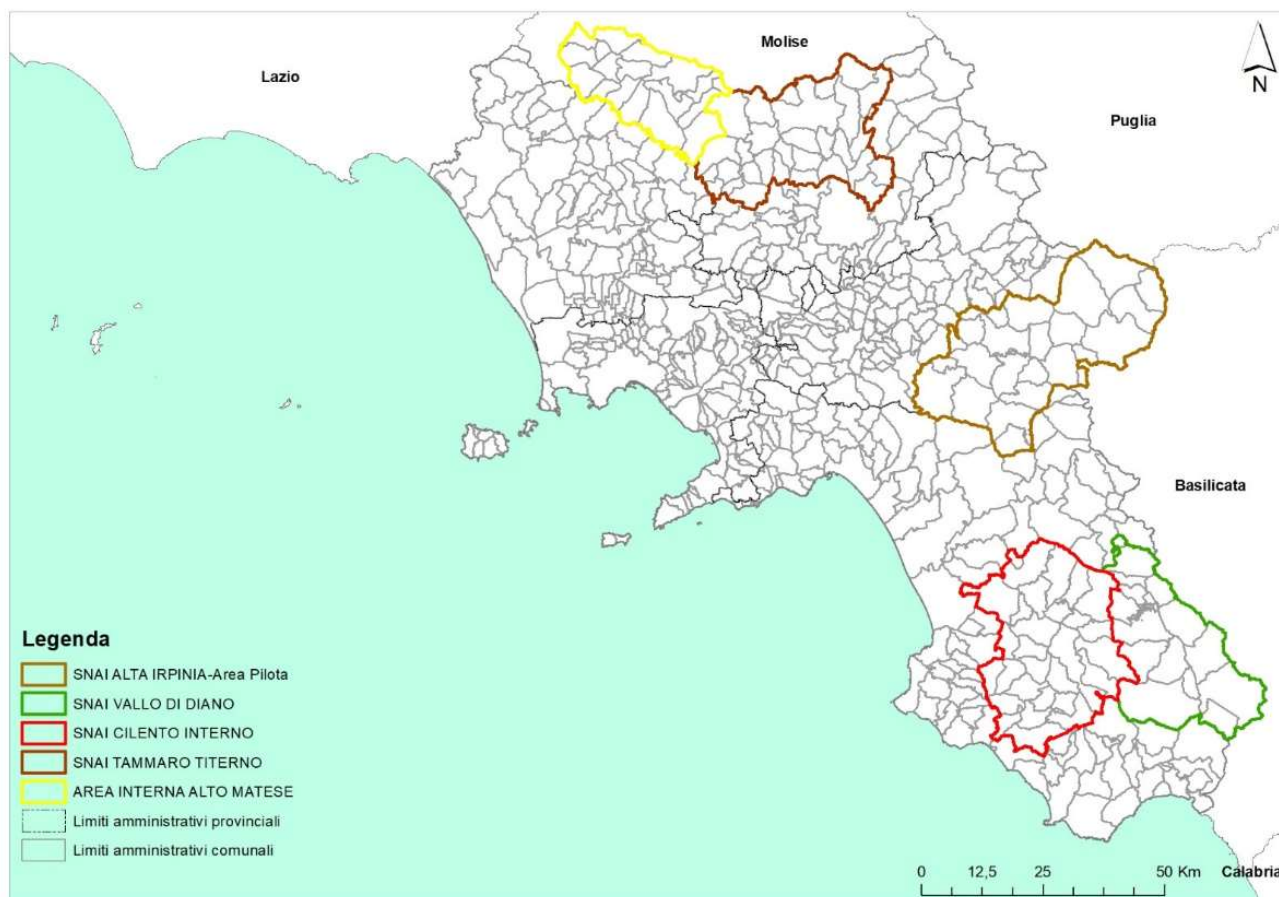 Molise
Lazio
N
Puglia
Basilicata
Legenda
SNAI ALTA IRPINIA-Area Pilota
SNAI VALLO DI DIANO
SNAI CILENTO INTERNO
SNAI TAMMARO TITERNO
AREA INTERNA ALTO MATESE
Limiti amministrativi provinciali
Limiti amministrativi comunali
0 12,5 25 50 Km
Calabria